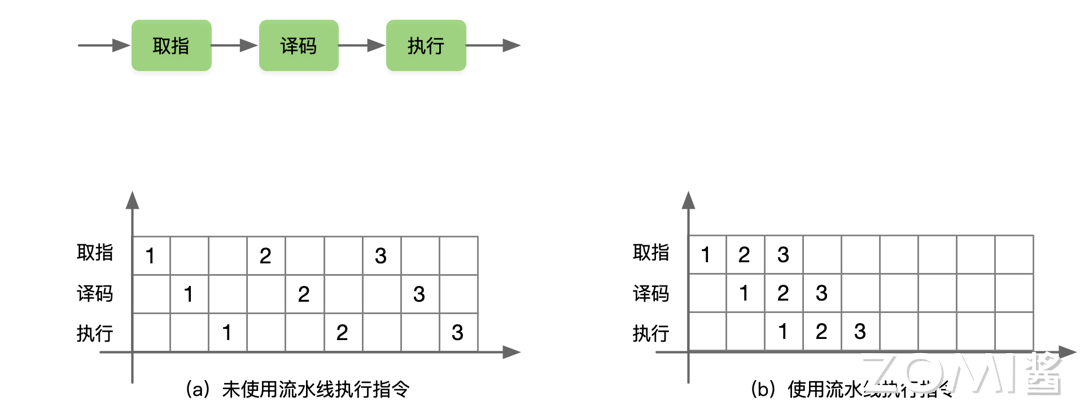 取指 译码 执行
取指 1 2 3
译码 1 2 3
执行 1 2 3
(a) 未使用流水线执行指令
取指 1 2 3
译码 1 2 3
执行 1 2 3
(b) 使用流水线执行指令
ZOMI酱